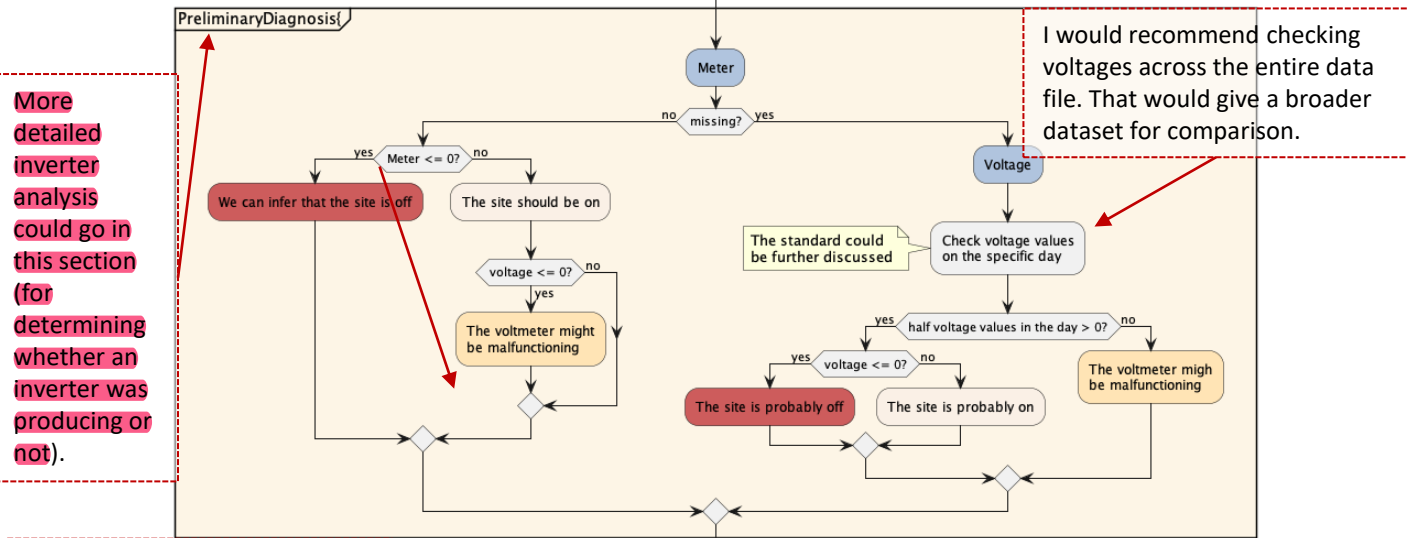 PreliminaryDiagnosis{
I would recommend checking
voltages across the entire data
file. That would give a broader
dataset for comparison.
More
detailed
inverter
analysis
could go in
this section
(for
determining
whether an
inverter was
producing or
not).
Meter
no
missing?
yes
yes
Meter <= 0?
no
We can infer that the site is off
The site should be on
voltage <= 0?
no
yes
The voltmeter might
be malfunctioning
Voltage
The standard could
be further discussed
Check voltage values
on the specific day
yes
half voltage values in the day > 0?
no
yes
voltage <= 0?
no
The site is probably off
The site is probably on
The voltmeter migh
be malfunctioning